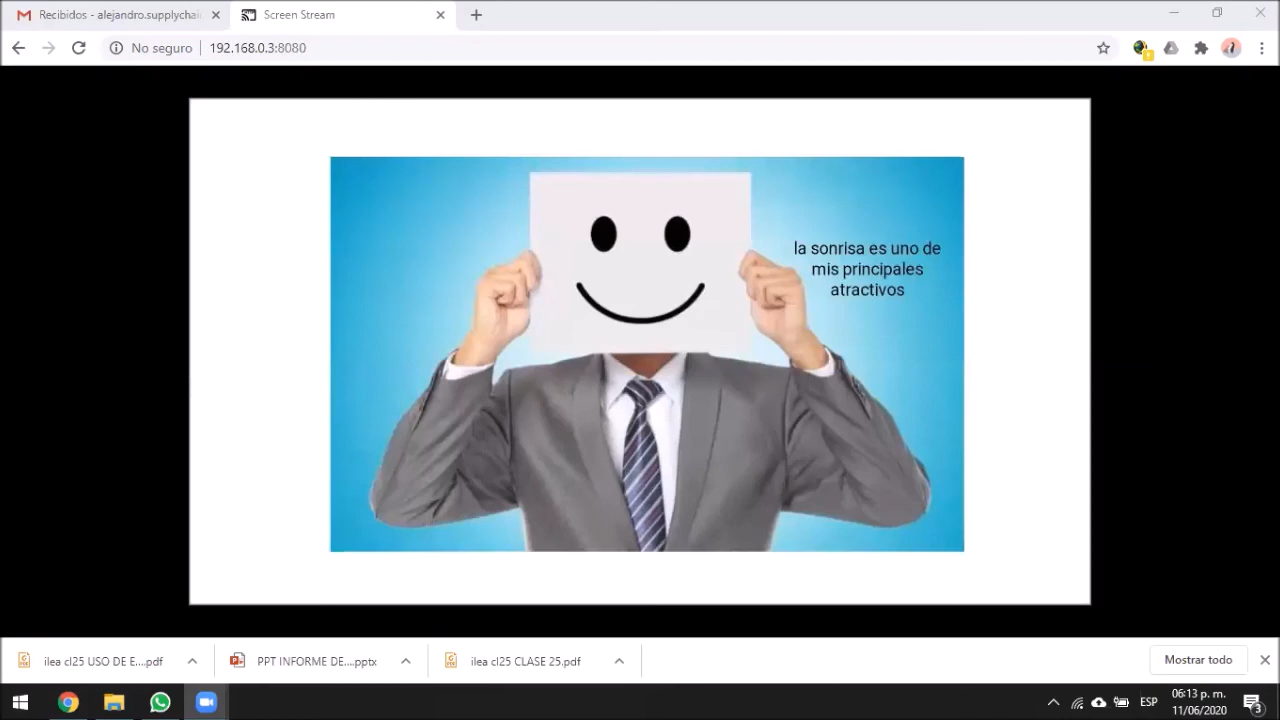 Recibidos - alejandro.supplychai
Screen Stream
No seguro
192.168.0.3:8080
la sonrisa es uno de
mis principales
atractivos
ilea cl25 USO DE E....pdf
PPT INFORME DE....pptx
ilea cl25 CLASE 25.pdf
Mostrar todo
ESP
06:13 p. m.
11/06/2020
3